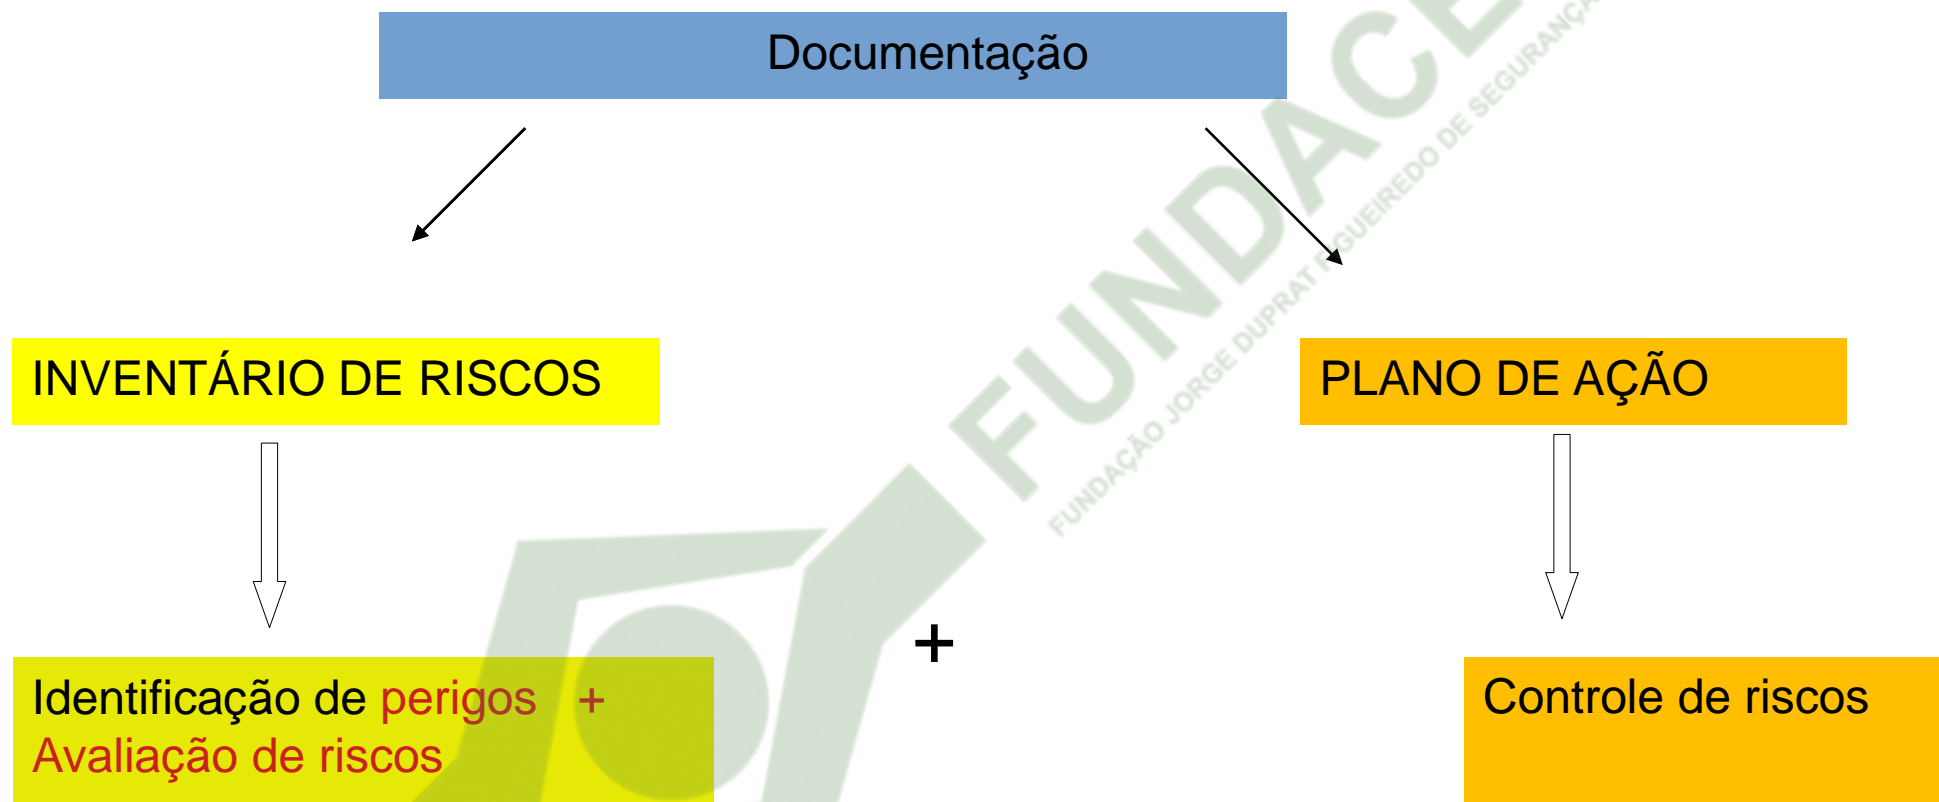 Documentação
INVENTÁRIO DE RISCOS
PLANO DE AÇÃO
+
Identificação de perigos +
Avaliação de riscos
Controle de riscos
FUNDACE
FUNDAÇÃO JORGE DUPRAT FIGUEIREDO DE SEGURANÇA